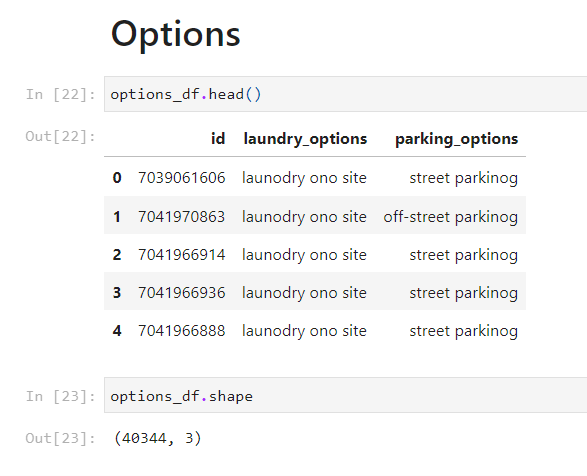 Options
In [22]: options_df.head()
Out[22]:
id laundry_options parking_options
0 7039061606 launodry ono site street parkinog
1 7041970863 launodry ono site off-street parkinog
2 7041966914 launodry ono site street parkinog
3 7041966936 launodry ono site street parkinog
4 7041966888 launodry ono site street parkinog
In [23]: options_df.shape
Out[23]: (40344, 3)